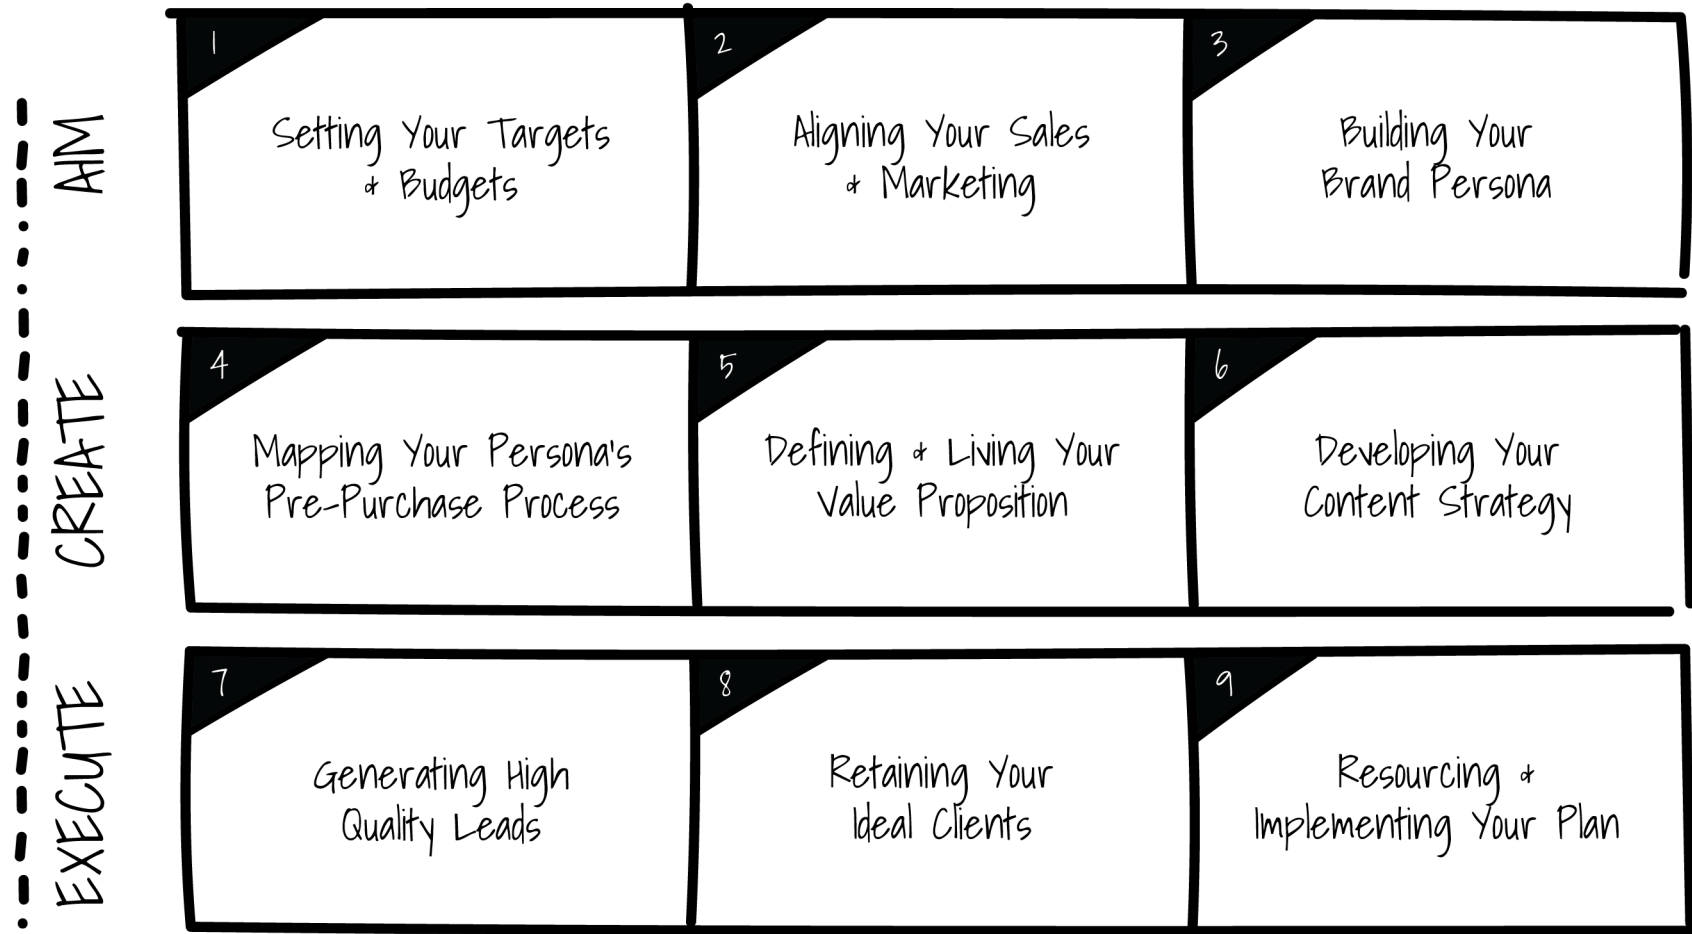 AIM
1
Setting Your Targets
& Budgets
2
Aligning Your Sales
& Marketing
3
Building Your
Brand Persona
CREATE
4
Mapping Your Persona's
Pre-Purchase Process
5
Defining & Living Your
Value Proposition
6
Developing Your
Content Strategy
EXECUTE
7
Generating High
Quality Leads
8
Retaining Your
Ideal Clients
9
Resourcing &
Implementing Your Plan